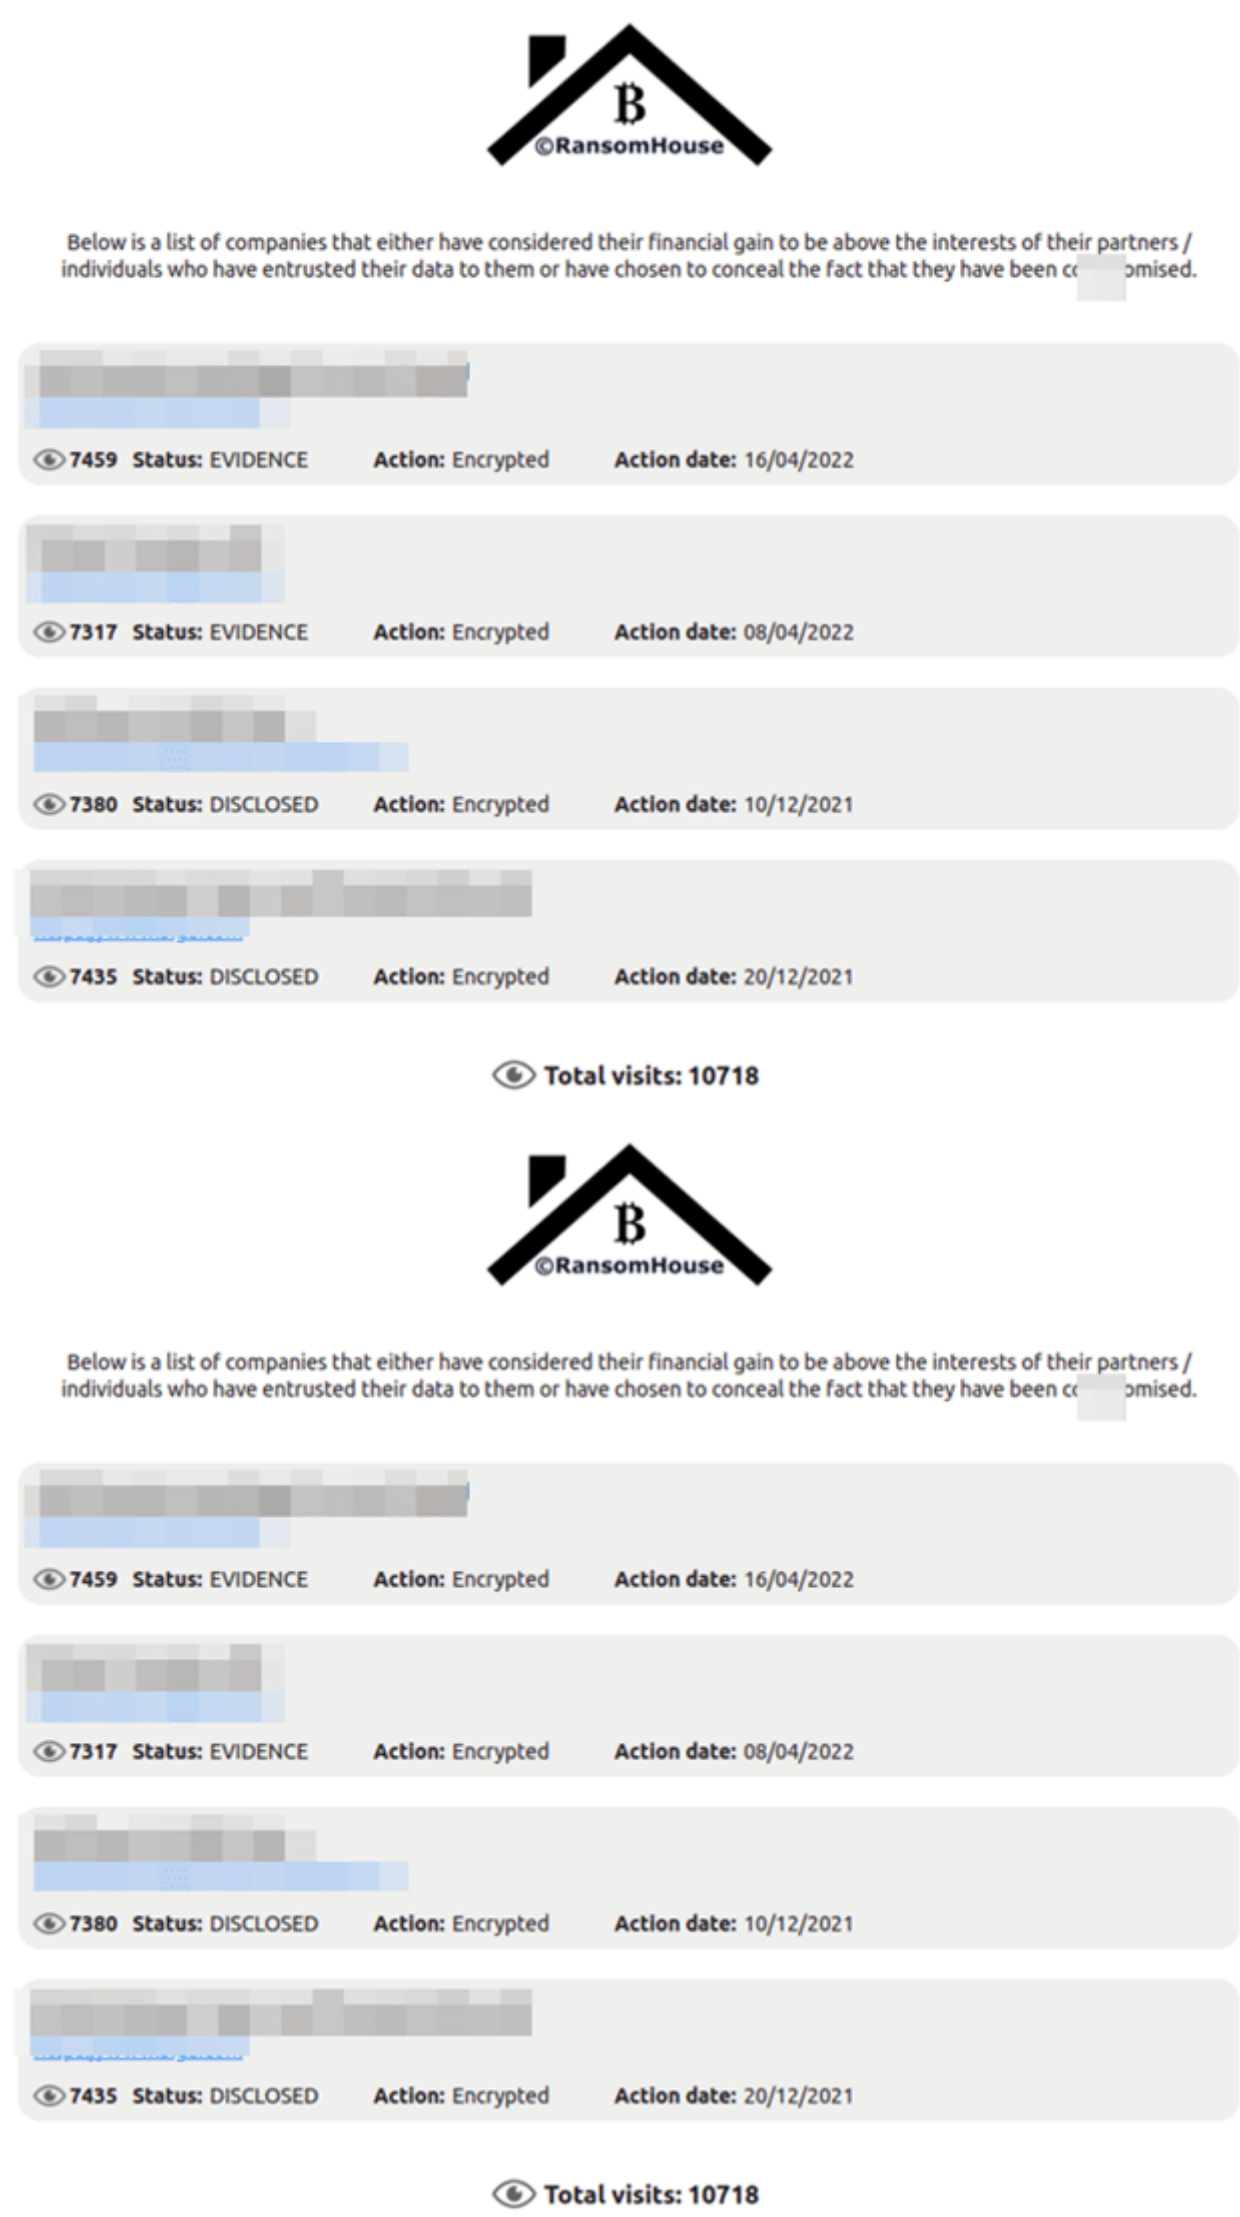 B
©RansomHouse
Below is a list of companies that either have considered their financial gain to be above the interests of their partners /
individuals who have entrusted their data to them or have chosen to conceal the fact that they have been
7459 Status: EVIDENCE Action: Encrypted Action date: 16/04/2022
7317 Status: EVIDENCE Action: Encrypted Action date: 08/04/2022
7380 Status: DISCLOSED Action: Encrypted Action date: 10/12/2021
7435 Status: DISCLOSED Action: Encrypted Action date: 20/12/2021
Total visits: 10718
B
©RansomHouse
Below is a list of companies that either have considered their financial gain to be above the interests of their partners /
individuals who have entrusted their data to them or have chosen to conceal the fact that they have been
7459 Status: EVIDENCE Action: Encrypted Action date: 16/04/2022
7317 Status: EVIDENCE Action: Encrypted Action date: 08/04/2022
7380 Status: DISCLOSED Action: Encrypted Action date: 10/12/2021
7435 Status: DISCLOSED Action: Encrypted Action date: 20/12/2021
Total visits: 10718